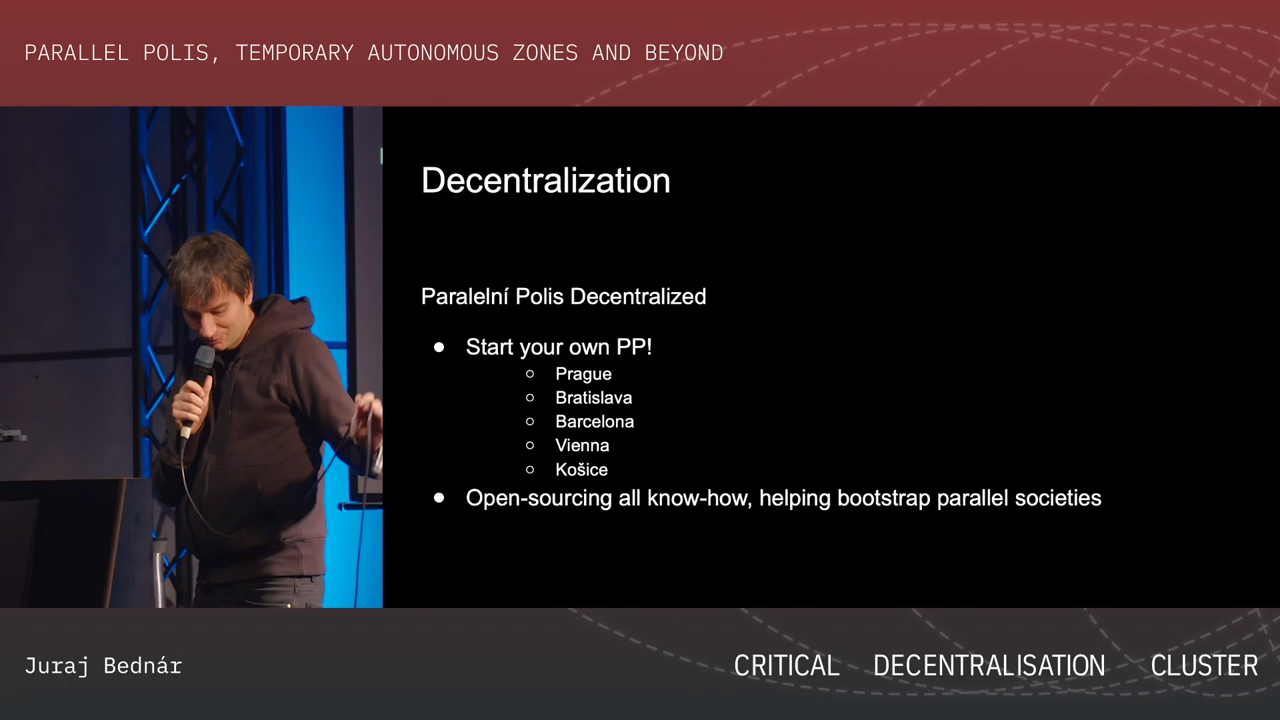 PARALLEL POLIS, TEMPORARY AUTONOMOUS ZONES AND BEYOND
Decentralization
Paralelní Polis Decentralized
● Start your own PP!
○ Prague
○ Bratislava
○ Barcelona
○ Vienna
○ Košice
● Open-sourcing all know-how, helping bootstrap parallel societies
Juraj Bednár
CRITICAL DECENTRALISATION CLUSTER